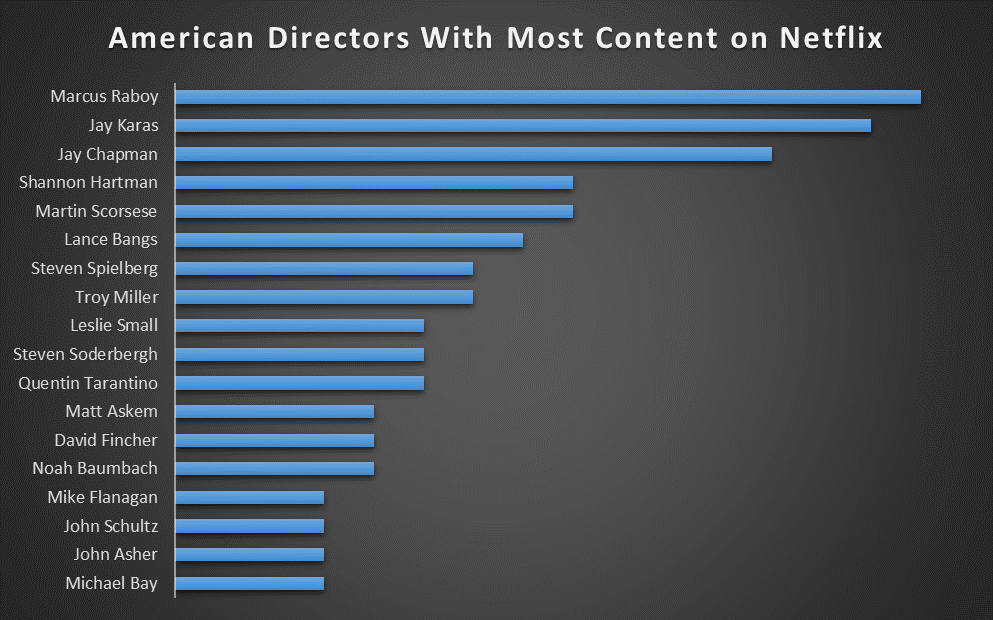 American Directors With Most Content on Netflix
Marcus Raboy
Jay Karas
Jay Chapman
Shannon Hartman
Martin Scorsese
Lance Bangs
Steven Spielberg
Troy Miller
Leslie Small
Steven Soderbergh
Quentin Tarantino
Matt Askem
David Fincher
Noah Baumbach
Mike Flanagan
John Schultz
John Asher
Michael Bay